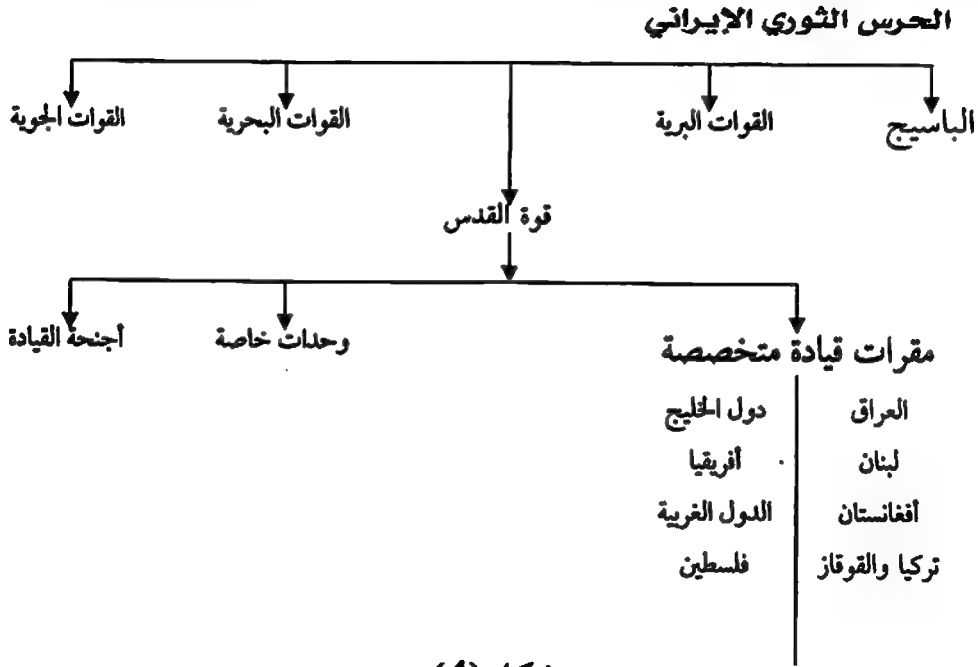 الحرس الثوري الإيراني
الباسيج القوات البرية القوات البحرية القوات الجوية
قوة القدس
مقرات قيادة متخصصة وحدات خاصة أجنحة القيادة
العراق دول الخليج
لبنان أفريقيا
أفغانستان الدول الغربية
تركيا والقوقاز فلسطين